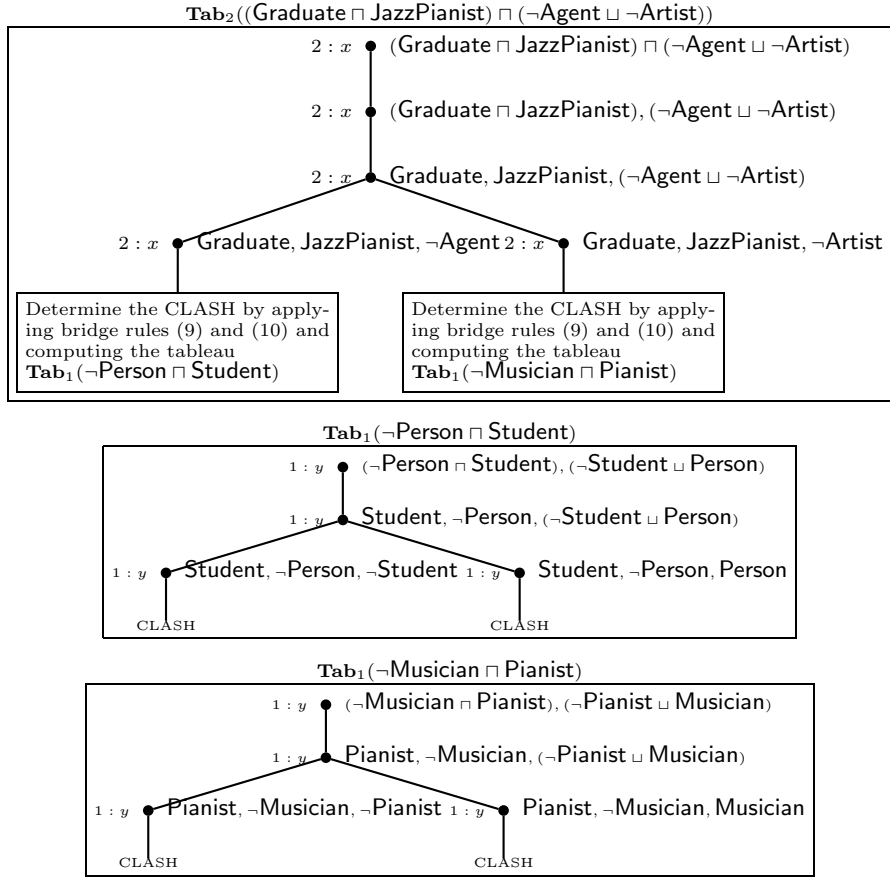 Tab₂((Graduate ⊓ JazzPianist) ⊓ (¬Agent ⊔ ¬Artist))
2 : x (Graduate ⊓ JazzPianist) ⊓ (¬Agent ⊔ ¬Artist)
2 : x (Graduate ⊓ JazzPianist), (¬Agent ⊔ ¬Artist)
2 : x Graduate, JazzPianist, (¬Agent ⊔ ¬Artist)
2 : x Graduate, JazzPianist, ¬Agent 2 : x Graduate, JazzPianist, ¬Artist
Determine the CLASH by apply-
ing bridge rules (9) and (10) and
computing the tableau
Tab₁(¬Person ⊓ Student)
Determine the CLASH by apply-
ing bridge rules (9) and (10) and
computing the tableau
Tab₁(¬Musician ⊓ Pianist)
Tab₁(¬Person ⊓ Student)
1 : y (¬Person ⊓ Student), (¬Student ⊔ Person)
1 : y Student, ¬Person, (¬Student ⊔ Person)
1 : y Student, ¬Person, ¬Student 1 : y Student, ¬Person, Person
CLASH CLASH
Tab₁(¬Musician ⊓ Pianist)
1 : y (¬Musician ⊓ Pianist), (¬Pianist ⊔ Musician)
1 : y Pianist, ¬Musician, (¬Pianist ⊔ Musician)
1 : y Pianist, ¬Musician, ¬Pianist 1 : y Pianist, ¬Musician, Musician
CLASH CLASH